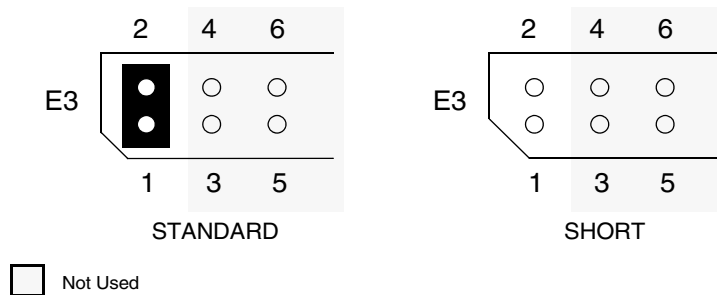 2 4 6 2 4 6
E3 E3
1 3 5 1 3 5
STANDARD SHORT
Not Used